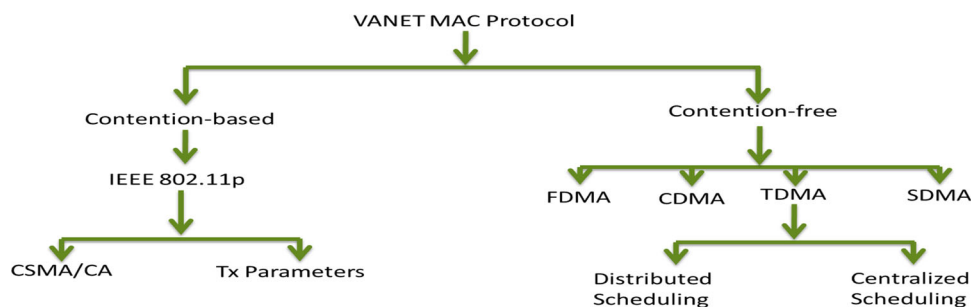 VANET MAC Protocol
Contention-based
Contention-free
IEEE 802.11p
FDMA
CDMA
TDMA
SDMA
CSMA/CA
Tx Parameters
Distributed
Scheduling
Centralized
Scheduling